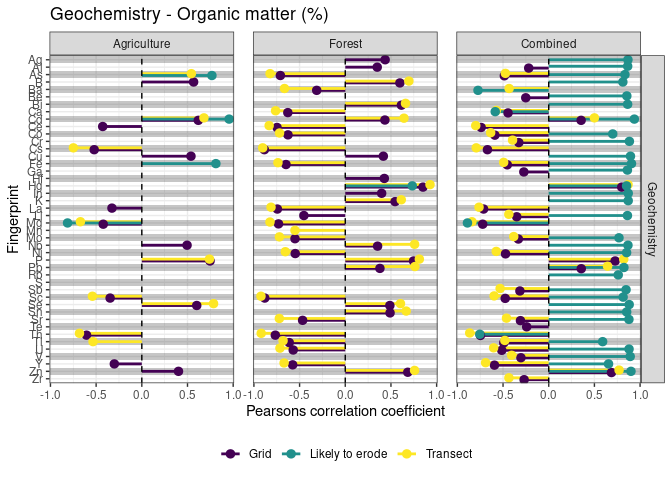 Geochemistry - Organic matter (%)
Agriculture Forest Combined
Ag
Al
As
B
Ba
Be
Bi
Ca
Cd
Ce
Co
Cr
Cs
Cu
Fe
Ga
Hf
Hg
In
K
La
Li
Mg
Mn
Mo
Nb
Ni
P
Pb
Rb
S
Sb
Sc
Se
Sn
Sr
Te
Th
U
V
Y
Zn
Zr
Fingerprint
Geochemistry
-1.0 -0.5 0.0 0.5 1.0 -1.0 -0.5 0.0 0.5 1.0 -1.0 -0.5 0.0 0.5 1.0
Pearsons correlation coefficient
Grid Likely to erode Transect